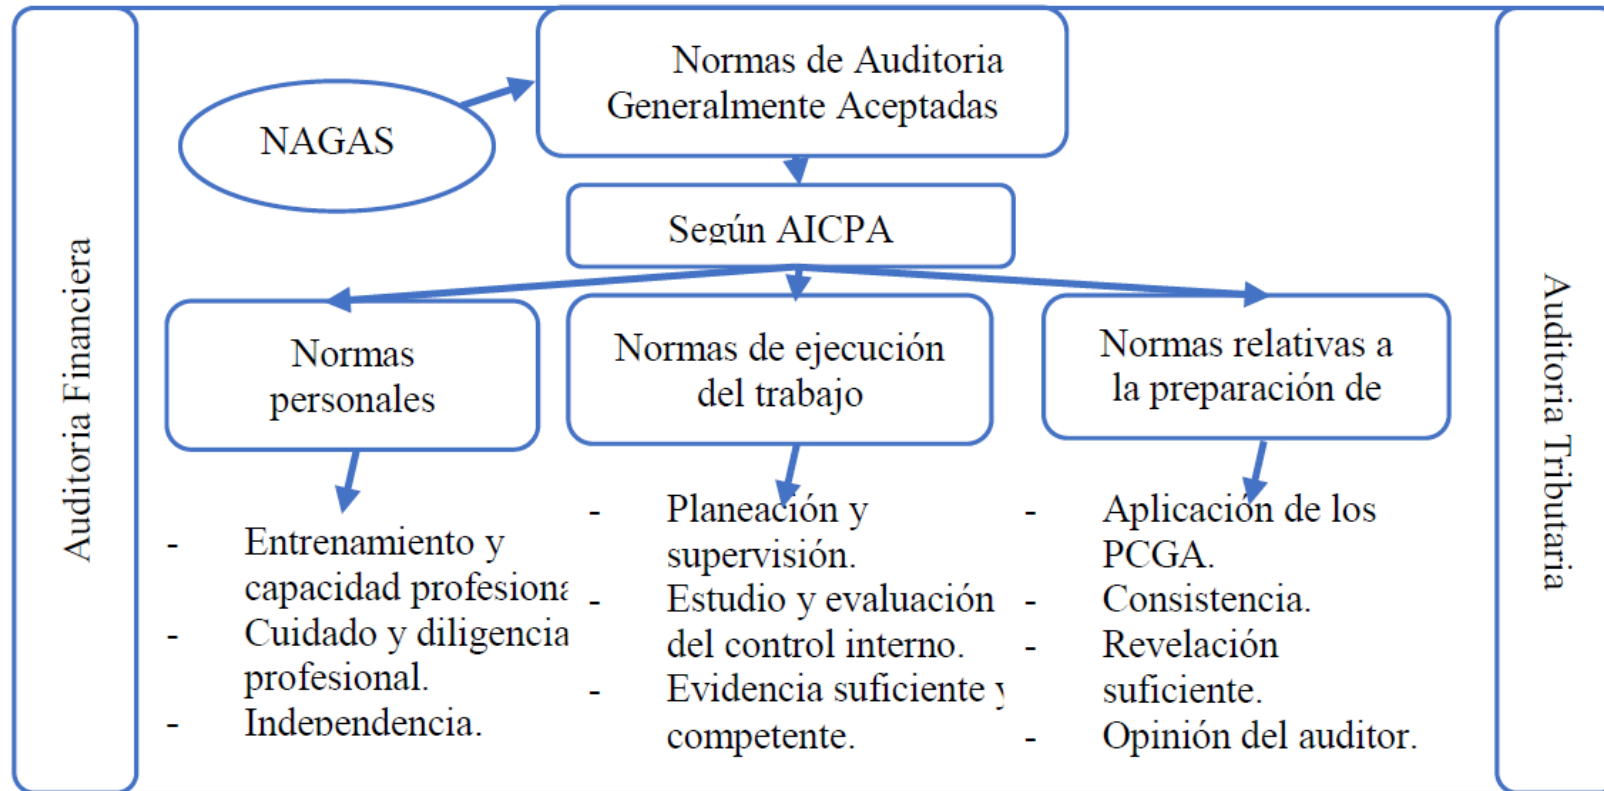 Auditoria Financiera
NAGAS
Normas de Auditoria
Generalmente Aceptadas
Según AICPA
Normas
personales
Normas de ejecución
del trabajo
Normas relativas a
la preparación de
- Entrenamiento y
capacidad profesiona
- Cuidado y diligencia
profesional.
- Independencia.
- Planeación y
supervisión.
- Estudio y evaluación
del control interno.
- Evidencia suficiente y
competente.
- Aplicación de los
PCGA.
- Consistencia.
- Revelación
suficiente.
- Opinión del auditor.
Auditoria Tributaria